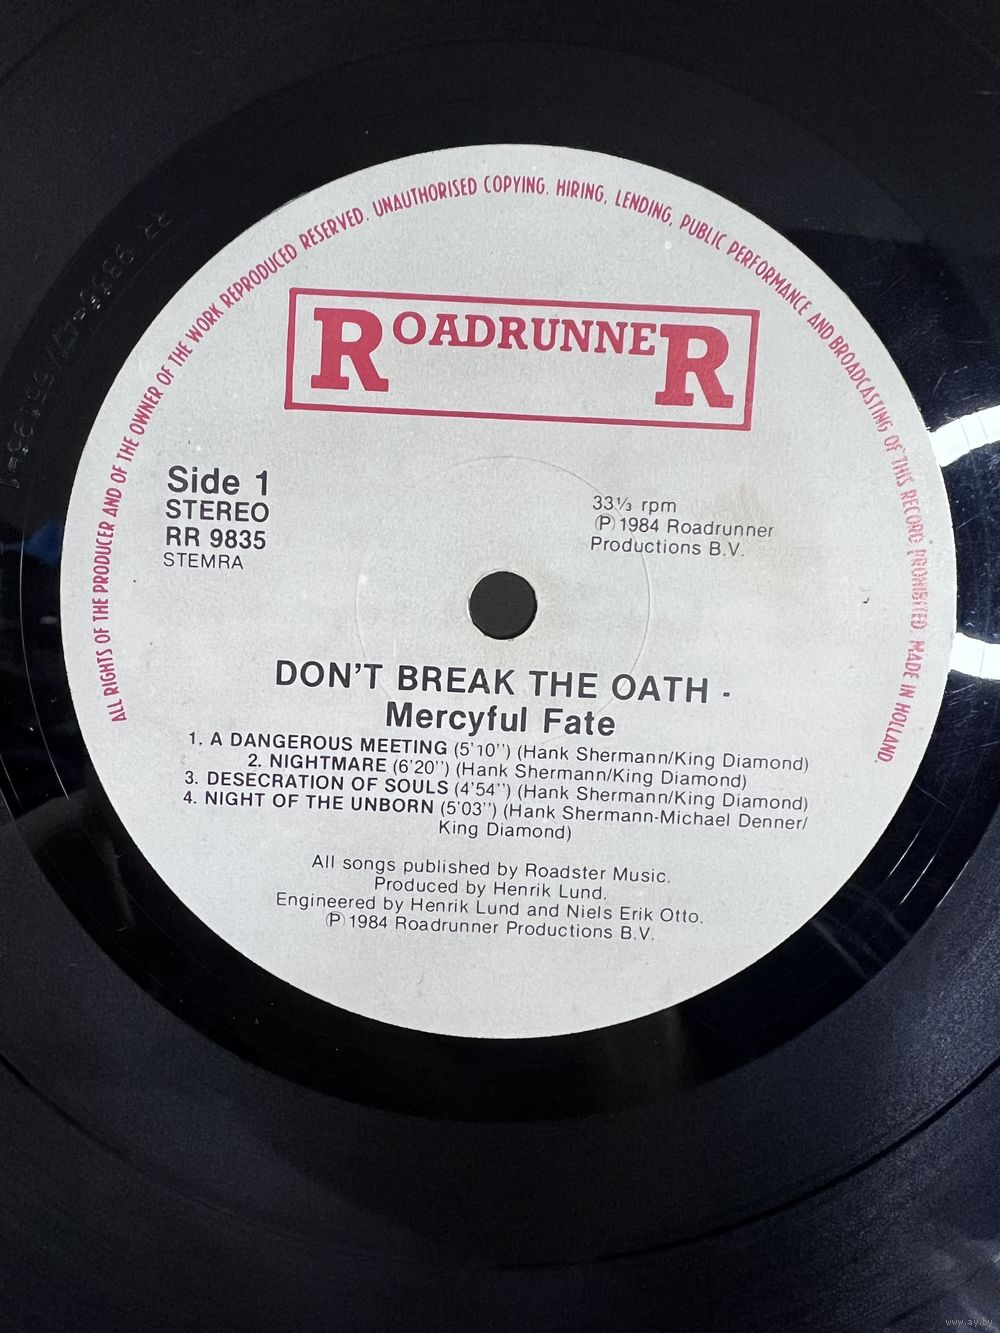 ALL RIGHTS OF THE PRODUCER AND OF THE OWNER OF THE WORK REPRODUCED RESERVED. UNAUTHORISED COPYING, HIRING, LENDING, PUBLIC PERFORMANCE AND BROADCASTING OF THIS RECORD PROHIBITED. MADE IN HOLLAND.
ROADRUNNER
Side 1
STEREO
RR 9835
STEMRA
33⅓ rpm
Ⓟ 1984 Roadrunner
Productions B.V.
DON'T BREAK THE OATH -
Mercyful Fate
1. A DANGEROUS MEETING (5'10'') (Hank Shermann/King Diamond)
2. NIGHTMARE (6'20'') (Hank Shermann/King Diamond)
3. DESECRATION OF SOULS (4'54'') (Hank Shermann/King Diamond)
4. NIGHT OF THE UNBORN (5'03'') (Hank Shermann-Michael Denner/
King Diamond)
All songs published by Roadster Music.
Produced by Henrik Lund.
Engineered by Henrik Lund and Niels Erik Otto.
Ⓟ 1984 Roadrunner Productions B.V.
www.ay.by